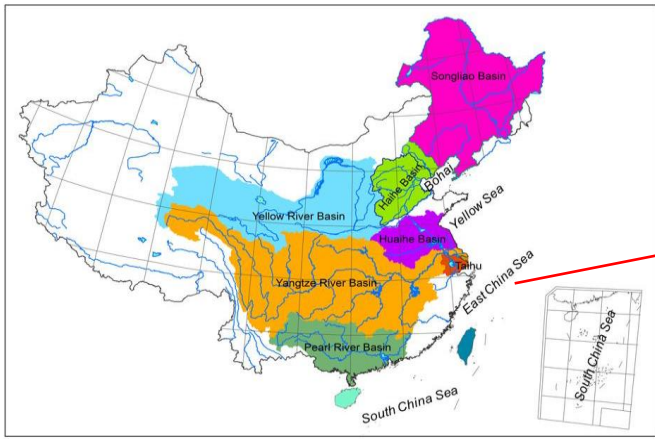 Songliao Basin
Haihe Basin
Bohai
Yellow Sea
Yellow River Basin
Huaihe Basin
Taihu
Yangtze River Basin
East China Sea
Pearl River Basin
South China Sea
South China Sea